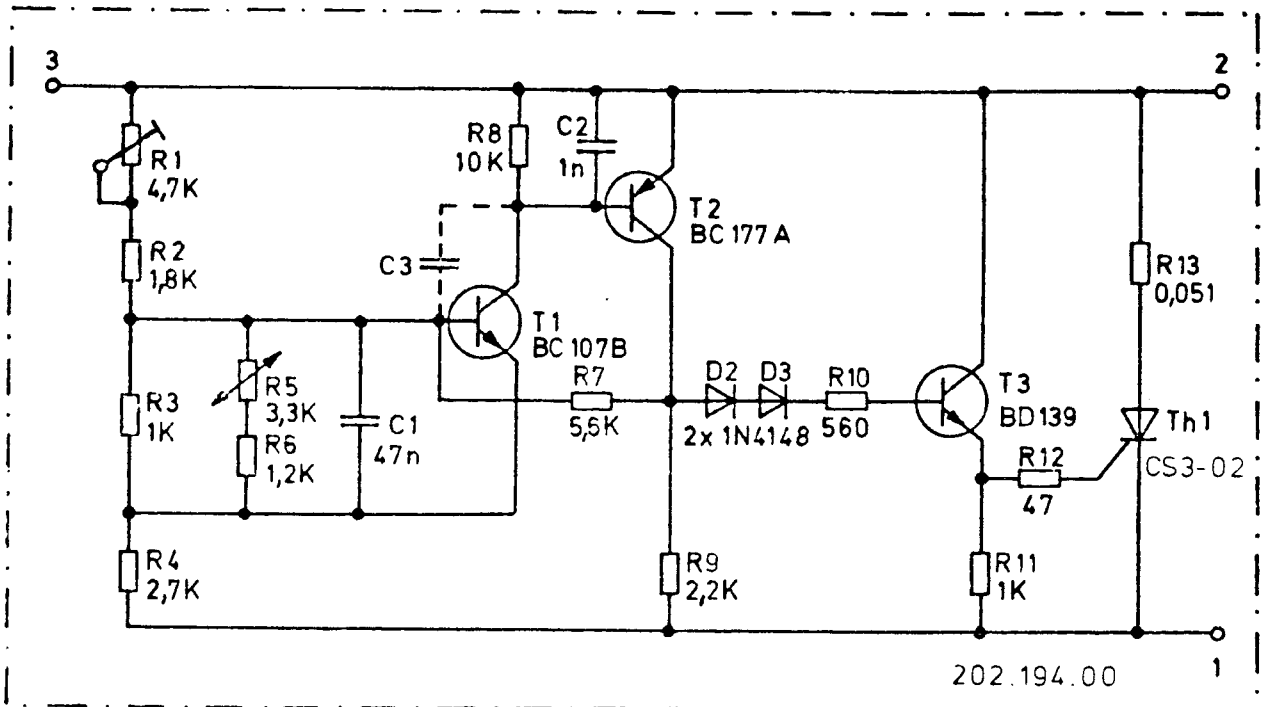 3
2
R1
4,7K
R8
10K
C2
1n
T2
BC 177A
R2
1,8K
C3
R13
0,051
T1
BC 107B
R5
3,3K
R3
1K
C1
47n
R6
1,2K
R7
5,6K
D2
D3
2x 1N4148
R10
560
T3
BD 139
Th1
CS3-02
R12
47
R4
2,7K
R9
2,2K
R11
1K
1
202.194.00